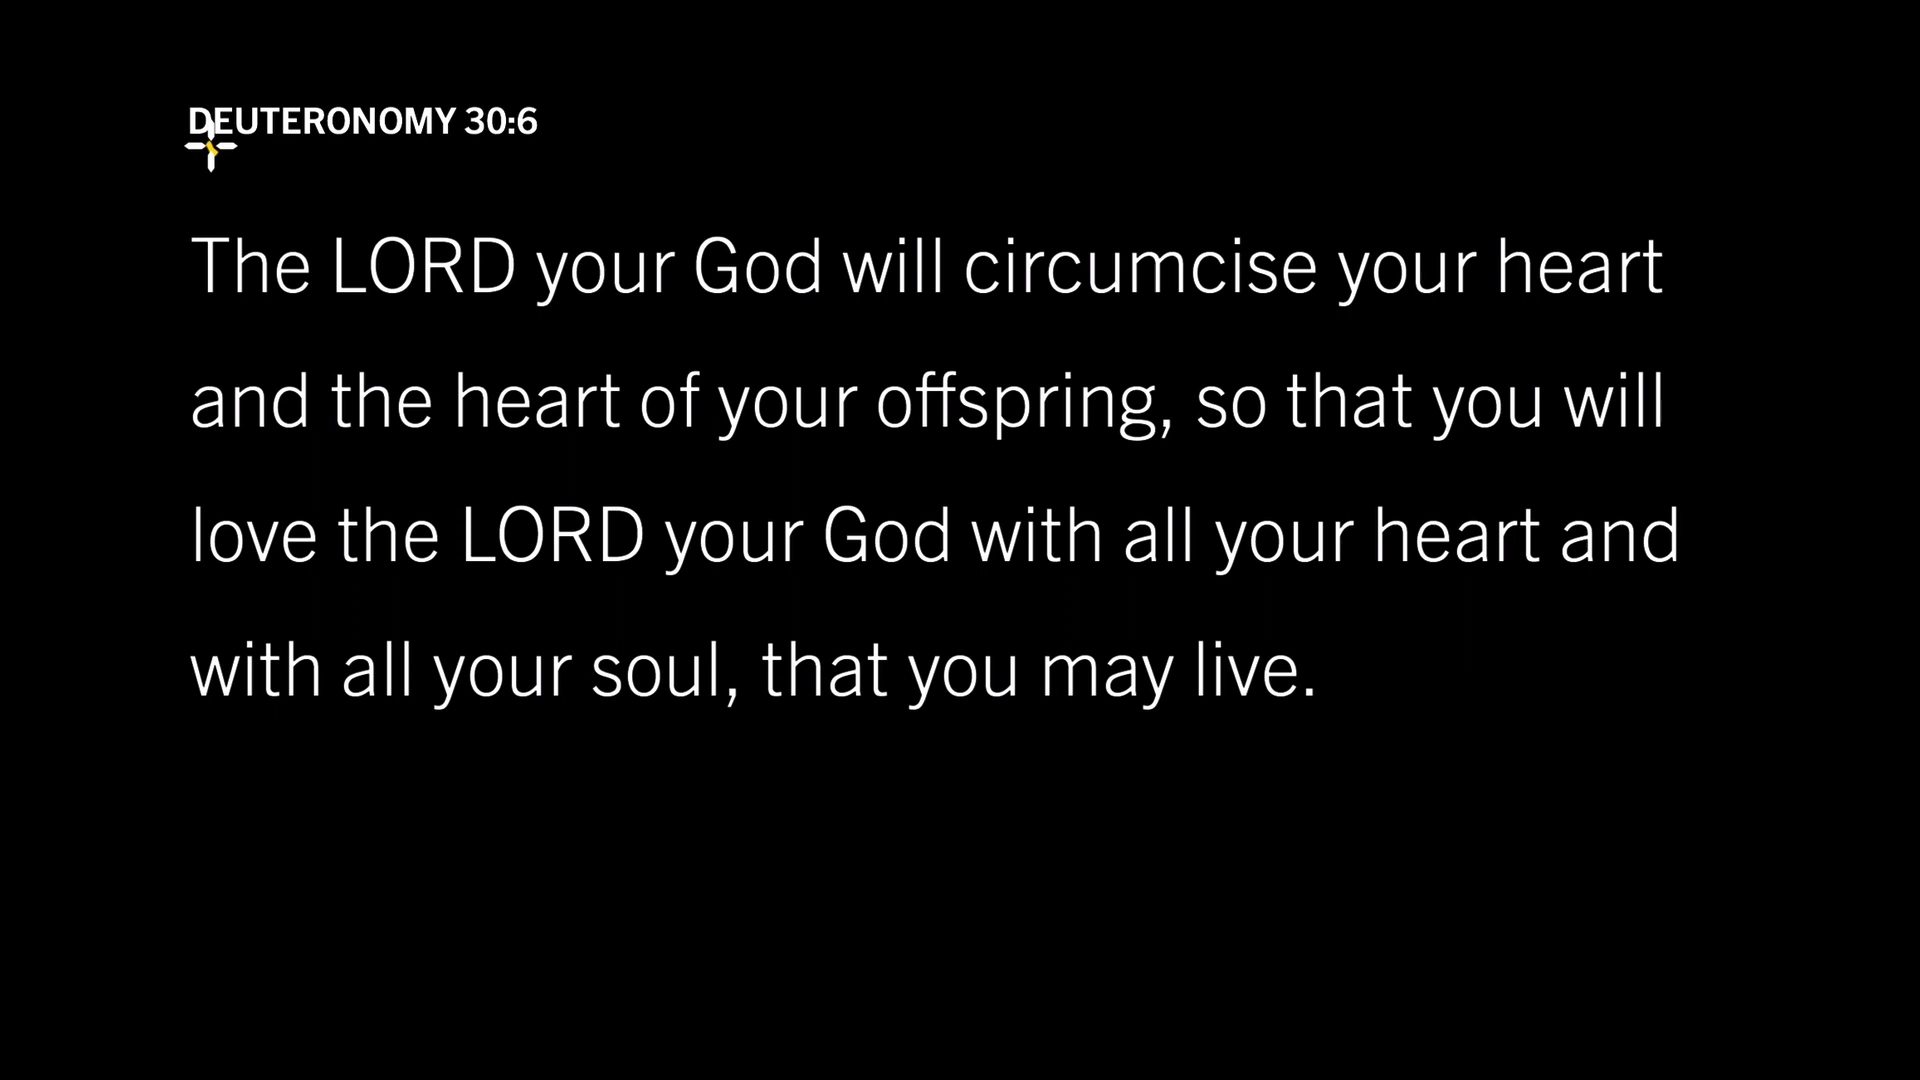 DEUTERONOMY 30:6
The LORD your God will circumcise your heart
and the heart of your offspring, so that you will
love the LORD your God with all your heart and
with all your soul, that you may live.